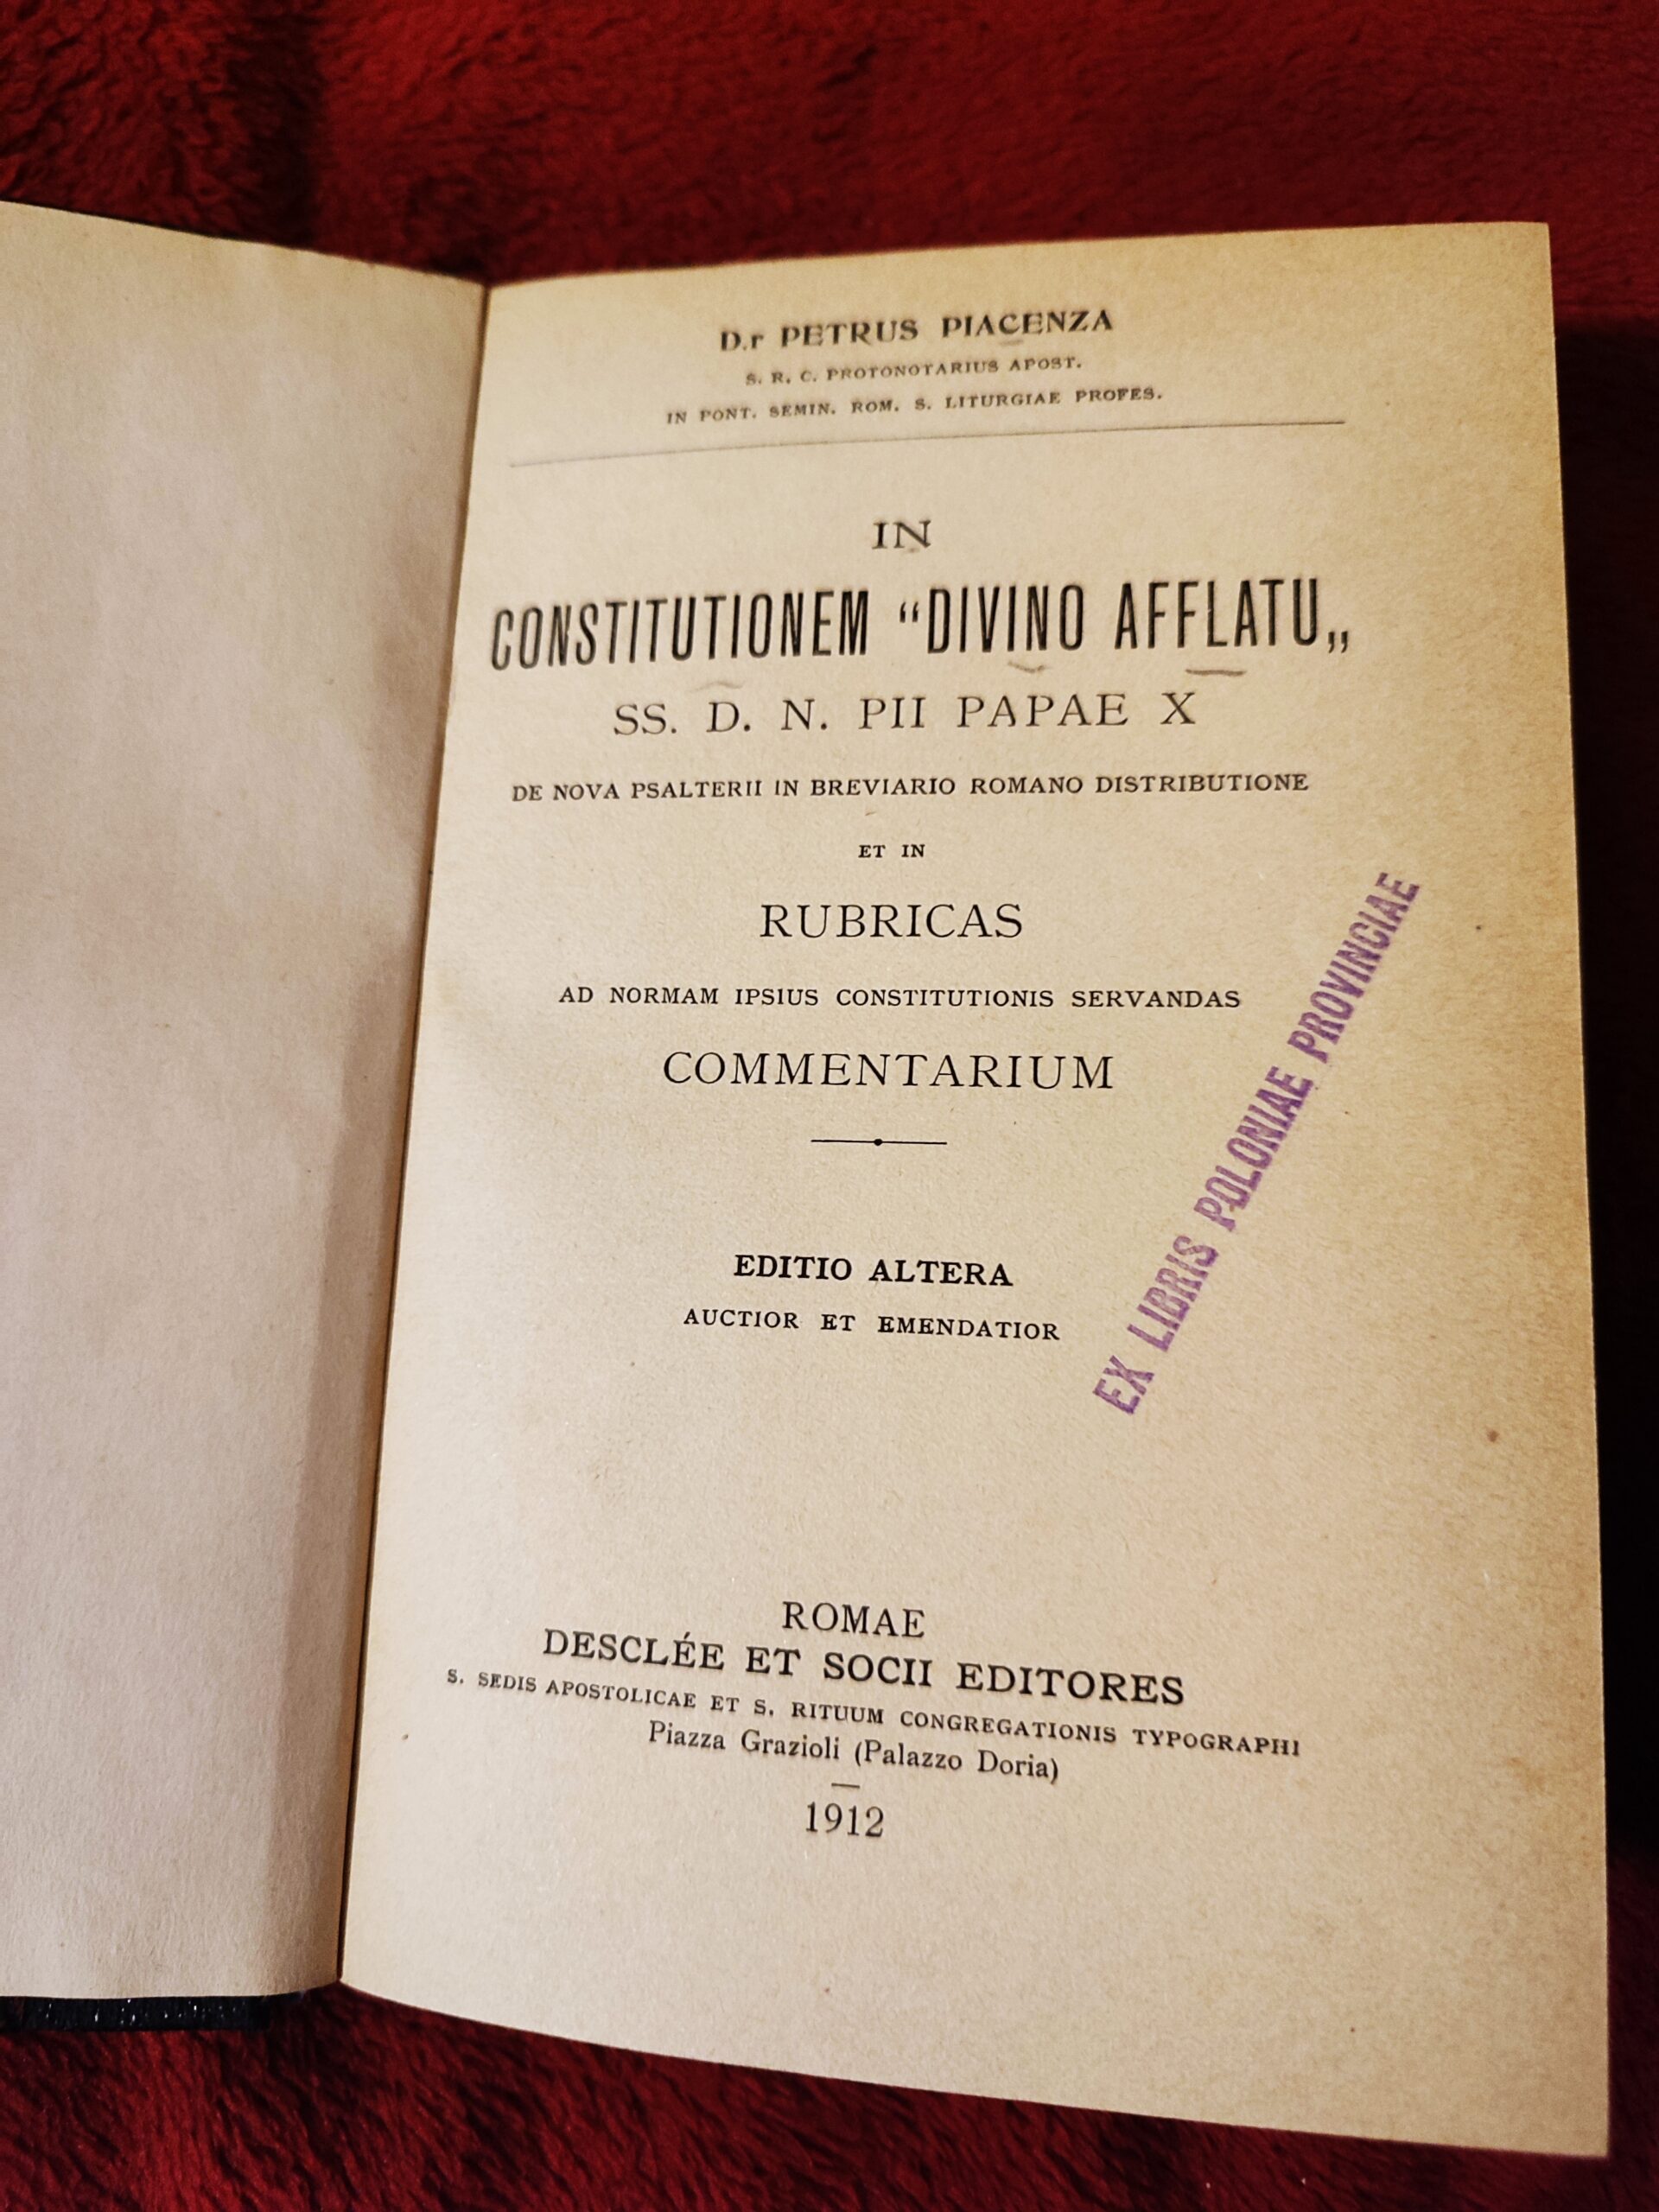 D.r PETRUS PIACENZA
S. R. C. PROTONOTARIUS APOST.
IN PONT. SEMIN. ROM. S. LITURGIAE PROFES.
IN
CONSTITUTIONEM “DIVINO AFFLATU„
SS. D. N. PII PAPAE X
DE NOVA PSALTERII IN BREVIARIO ROMANO DISTRIBUTIONE
ET IN
RUBRICAS
AD NORMAM IPSIUS CONSTITUTIONIS SERVANDAS
COMMENTARIUM
EDITIO ALTERA
AUCTIOR ET EMENDATIOR
EX LIBRIS POLONIAE PROVINCIAE
ROMAE
DESCLÉE ET SOCII EDITORES
S. SEDIS APOSTOLICAE ET S. RITUUM CONGREGATIONIS TYPOGRAPHI
Piazza Grazioli (Palazzo Doria)
1912